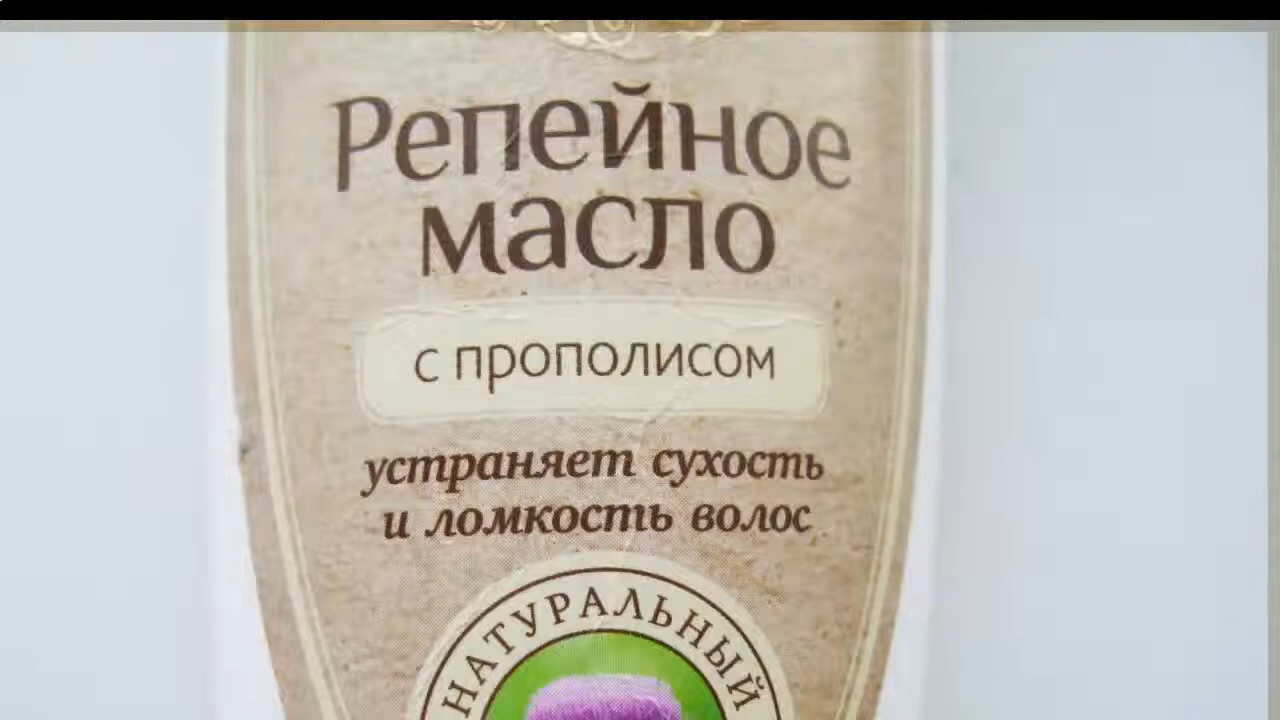 Репейное
масло
с прополисом
устраняет сухость
и ломкость волос
НАТУРАЛЬНЫЙ